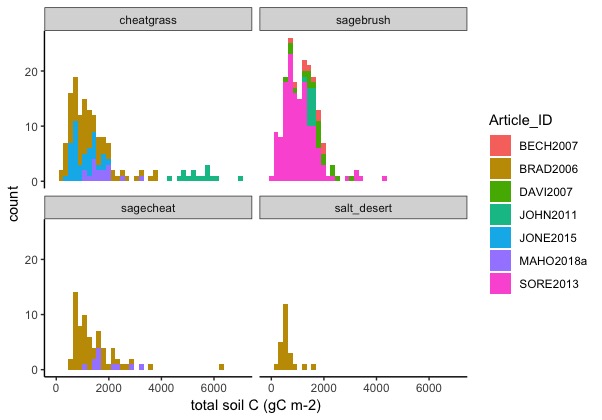 cheatgrass
sagebrush
20
10
0
count
sagecheat
salt_desert
20
10
0
0
2000
4000
6000
0
2000
4000
6000
total soil C (gC m-2)
Article_ID
BECH2007
BRAD2006
DAVI2007
JOHN2011
JONE2015
MAHO2018a
SORE2013